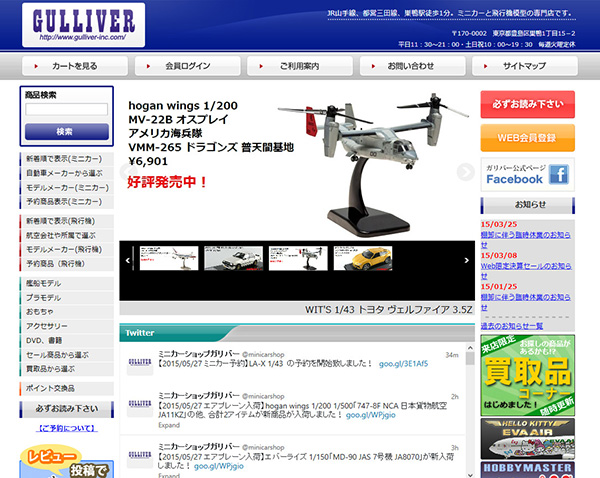 GULLIVER
http://www.gulliver-inc.com/
JR山手線、都営三田線、巣鴨駅徒歩1分。ミニカーと飛行機模型の専門店です。
〒170-0002 東京都豊島区巣鴨1丁目15-2
平日11:30~21:00・土日祝10:00~19:30 毎週火曜定休
カートを見る
会員ログイン
ご利用案内
お問い合わせ
サイトマップ
商品検索
検索
新着順で表示(ミニカー)
自動車メーカーから選ぶ
モデルメーカー(ミニカー)
予約商品表示(ミニカー)
新着順で表示(飛行機)
航空会社や所属で選ぶ
モデルメーカー(飛行機)
予約商品(飛行機)
艦船モデル
プラモデル
おもちゃ
アクセサリー
DVD、書籍
セール商品から選ぶ
買取品から選ぶ
ポイント交換品
必ずお読み下さい
【ご予約について】
レビュー
投稿で
hogan wings 1/200
MV-22B オスプレイ
アメリカ海兵隊
VMM-265 ドラゴンズ 普天間基地
¥6,901
好評発売中!
WIT'S 1/43 トヨタ ヴェルファイア 3.5Z
Twitter
GULLIVER
ミニカーショップガリバー @minicarshop
34m
【2015/05/27 ミニカー予約】LA-X 1/43 の予約を開始致しました! goo.gl/3E1Af5
GULLIVER
ミニカーショップガリバー @minicarshop
2h
【2015/05/27 エアプレーン入荷】hogan wings 1/200 1/500「747-8F NCA 日本貨物航空
JA11KZ」の他、合計2アイテムが新商品が入荷しました! goo.gl/WPjgio
Expand
GULLIVER
ミニカーショップガリバー @minicarshop
3h
【2015/05/27 エアプレーン入荷】エバーライズ 1/150「MD-90 JAS 7号機 JA8070」が新入荷
しました! goo.gl/WPjgio
Expand
必ずお読み下さい
WEB会員登録
ガリバー公式ページ
Facebook
お知らせ
15/03/25
棚卸に伴う臨時休業のお知らせ
せ
15/03/08
Web限定決算セールのお知らせ
せ
15/01/25
棚卸に伴う臨時休業のお知らせ
せ
過去のお知らせ一覧
来店限定
お探しの商品
があるかも!?
買取品
コーナー
はじめました!
随時更新
HELLO KITTY
EVA AIR
HOBBYMASTER